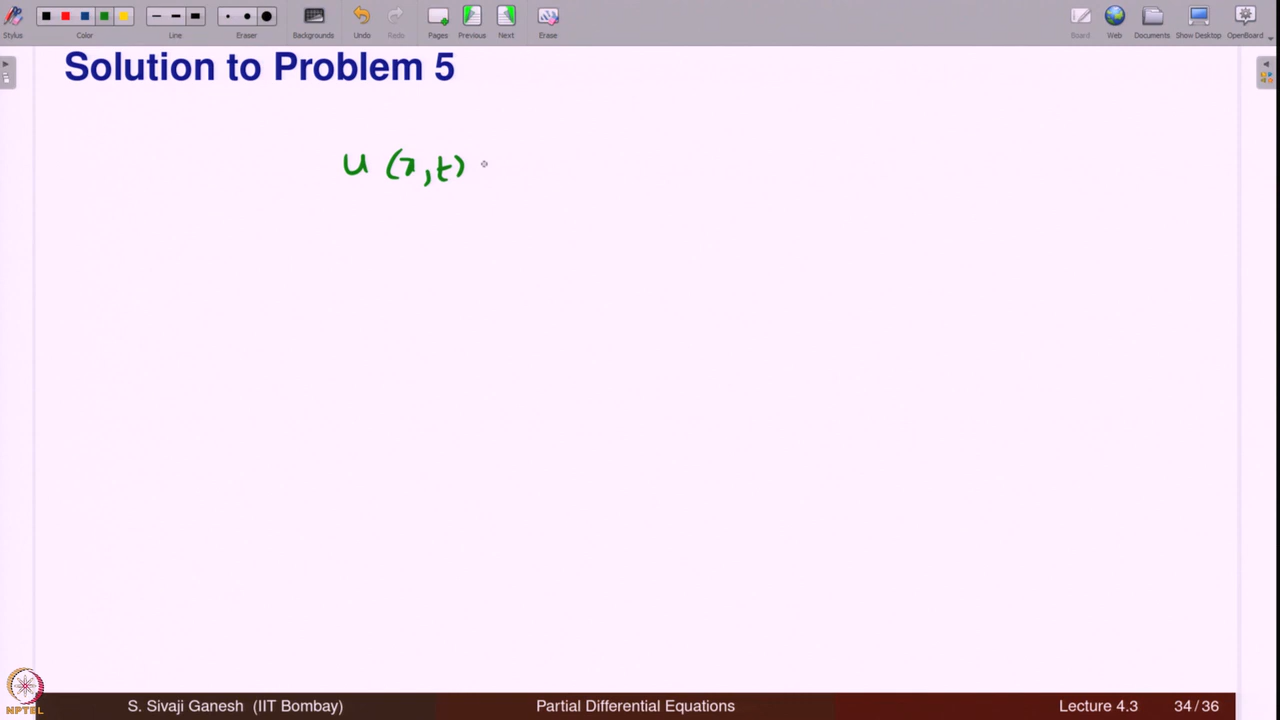 Stylus Color Line Eraser Backgrounds Undo Redo Pages Previous Next Erase Board Web Documents Show Desktop OpenBoard
Solution to Problem 5
u (x,t)
NPTEL
S. Sivaji Ganesh (IIT Bombay) Partial Differential Equations Lecture 4.3 34/36